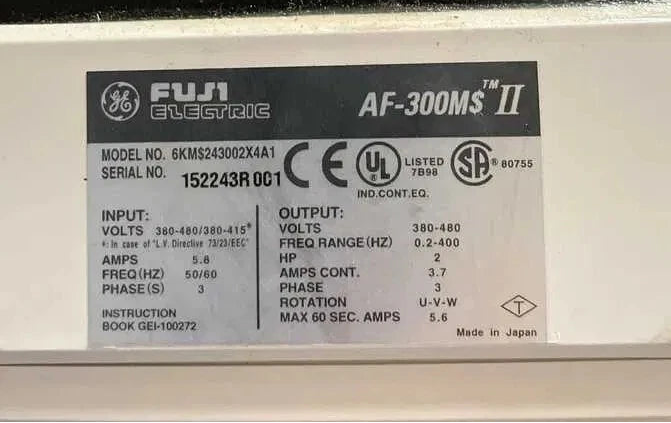 GE FUJI ELECTRIC AF-300M$™ II
MODEL NO. 6KM$243002X4A1
SERIAL NO. 152243R001
CE
UL LISTED 7B98
IND.CONT.EQ.
SA ® 80755
INPUT:
VOLTS 380-480/380-415*
*: In case of "L.V. Directive 73/23/EEC"
AMPS 5.8
FREQ(HZ) 50/60
PHASE(S) 3
INSTRUCTION
BOOK GEI-100272
OUTPUT:
VOLTS 380-480
FREQ RANGE(HZ) 0.2-400
HP 2
AMPS CONT. 3.7
PHASE 3
ROTATION U-V-W
MAX 60 SEC. AMPS 5.6
T
Made in Japan